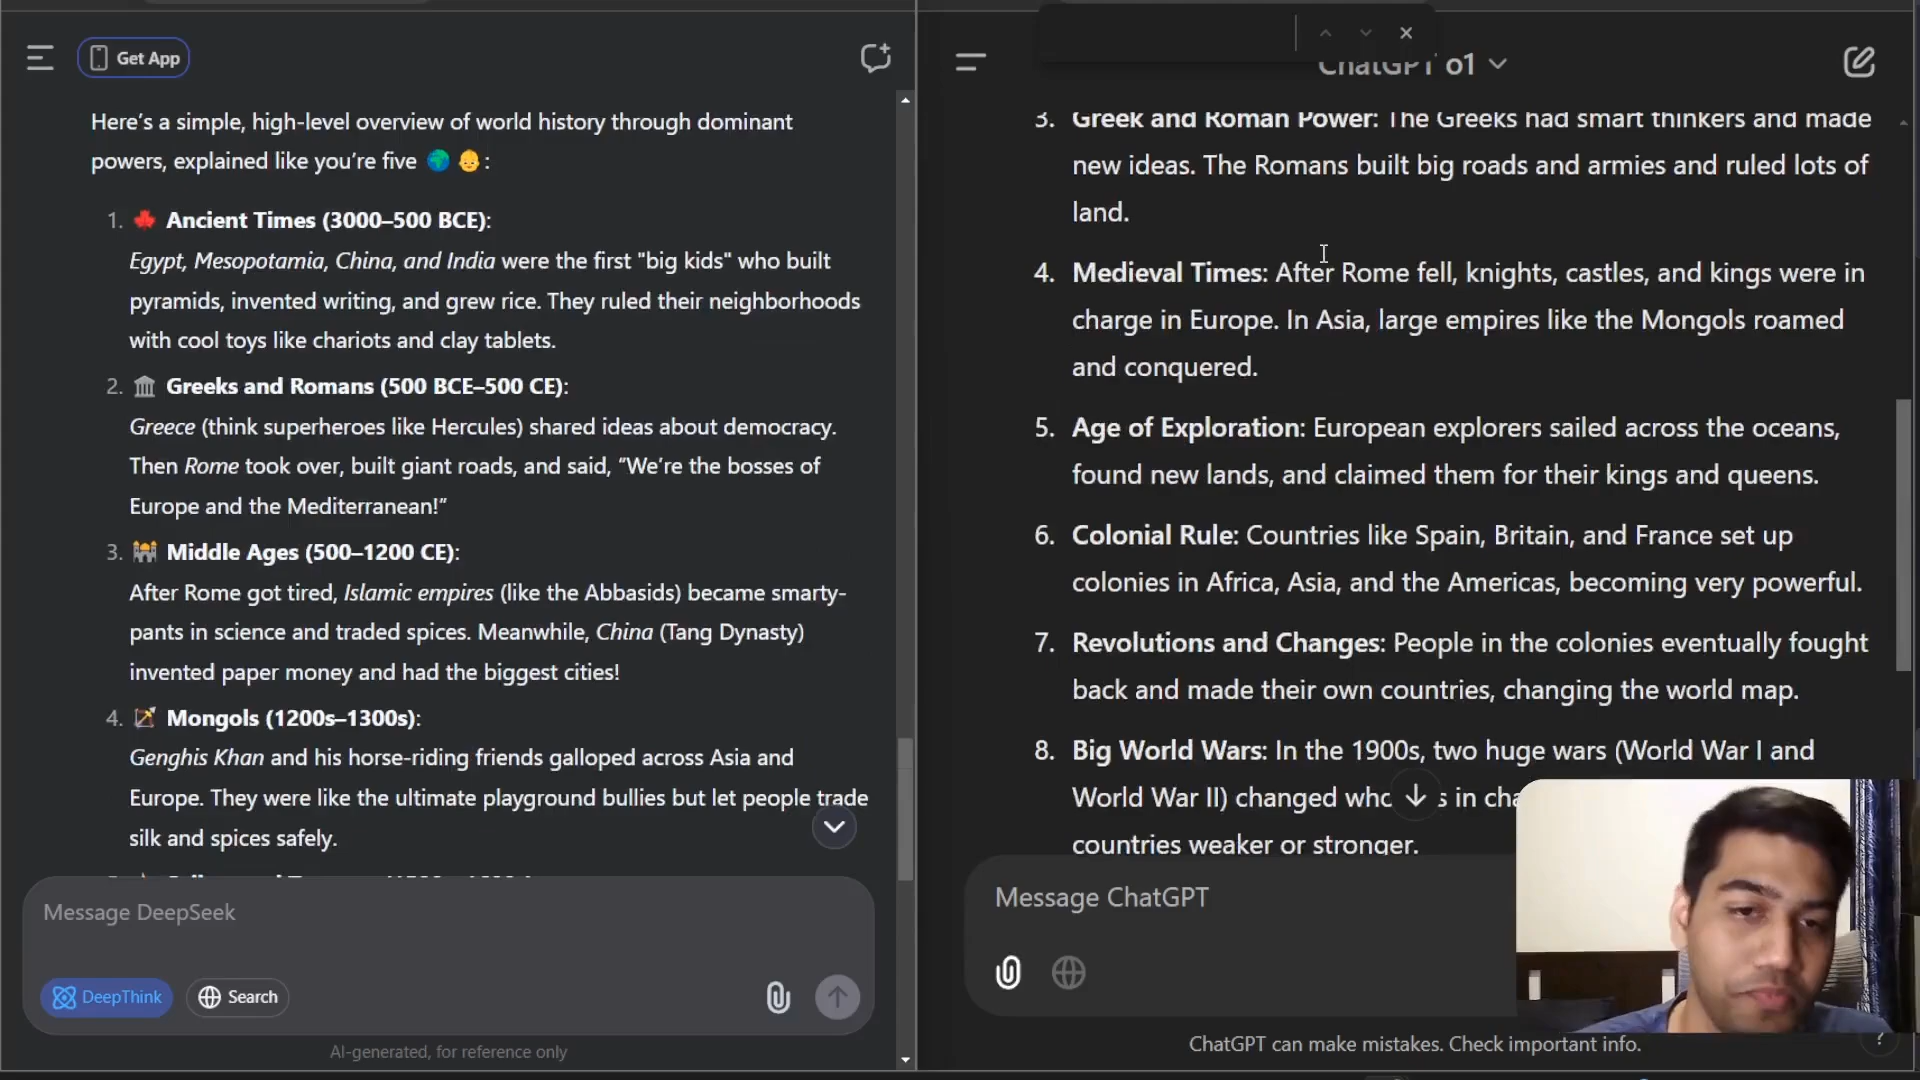 Get App
Here’s a simple, high-level overview of world history through dominant
powers, explained like you’re five 🌍 👶:
1. 🍁 Ancient Times (3000–500 BCE):
Egypt, Mesopotamia, China, and India were the first "big kids" who built
pyramids, invented writing, and grew rice. They ruled their neighborhoods
with cool toys like chariots and clay tablets.
2. 🏛️ Greeks and Romans (500 BCE–500 CE):
Greece (think superheroes like Hercules) shared ideas about democracy.
Then Rome took over, built giant roads, and said, “We’re the bosses of
Europe and the Mediterranean!”
3. 🕌 Middle Ages (500–1200 CE):
After Rome got tired, Islamic empires (like the Abbasids) became smarty-
pants in science and traded spices. Meanwhile, China (Tang Dynasty)
invented paper money and had the biggest cities!
4. 🏹 Mongols (1200s–1300s):
Genghis Khan and his horse-riding friends galloped across Asia and
Europe. They were like the ultimate playground bullies but let people trade
silk and spices safely.
Message DeepSeek
DeepThink
Search
AI-generated, for reference only
ChatGPT o1
3. Greek and Roman Power: The Greeks had smart thinkers and made
new ideas. The Romans built big roads and armies and ruled lots of
land.
4. Medieval Times: After Rome fell, knights, castles, and kings were in
charge in Europe. In Asia, large empires like the Mongols roamed
and conquered.
5. Age of Exploration: European explorers sailed across the oceans,
found new lands, and claimed them for their kings and queens.
6. Colonial Rule: Countries like Spain, Britain, and France set up
colonies in Africa, Asia, and the Americas, becoming very powerful.
7. Revolutions and Changes: People in the colonies eventually fought
back and made their own countries, changing the world map.
8. Big World Wars: In the 1900s, two huge wars (World War I and
World War II) changed in
countries weaker or stronger.
Message ChatGPT
ChatGPT can make mistakes. Check important info.
?